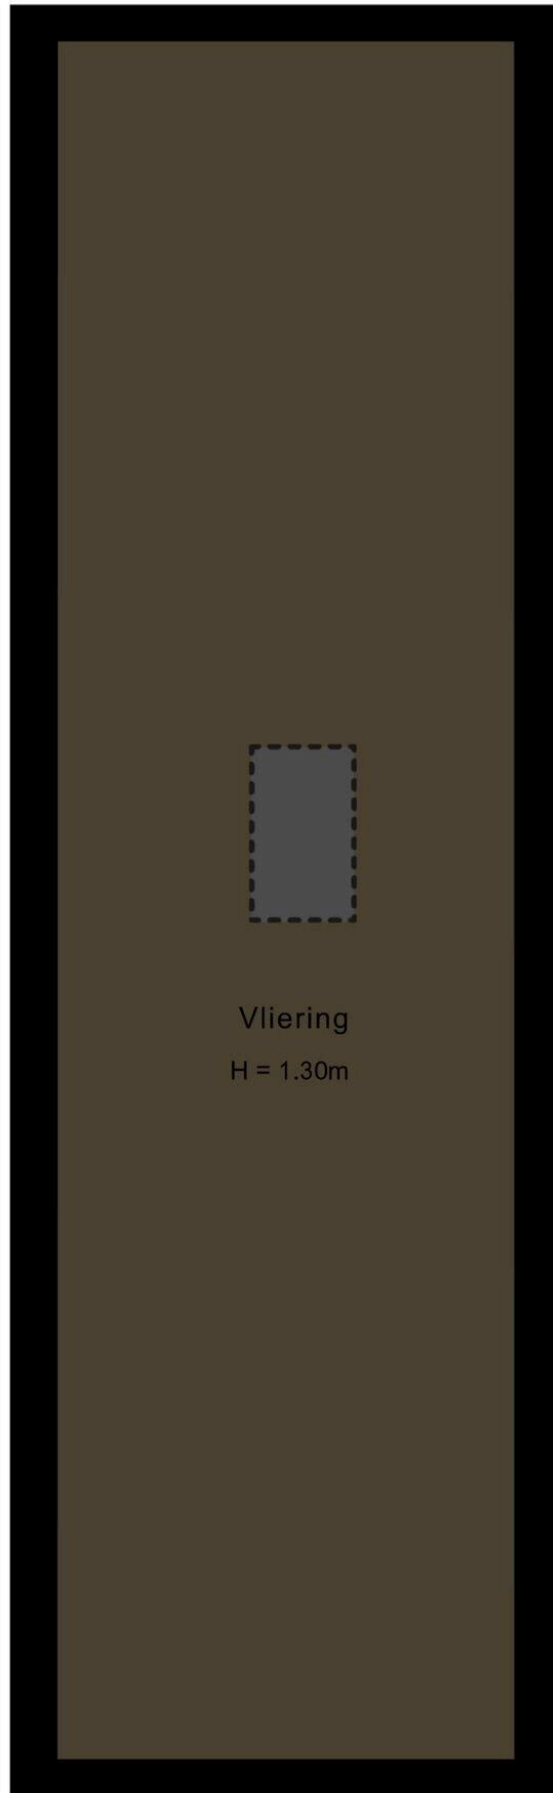 Vliering
H = 1.30m